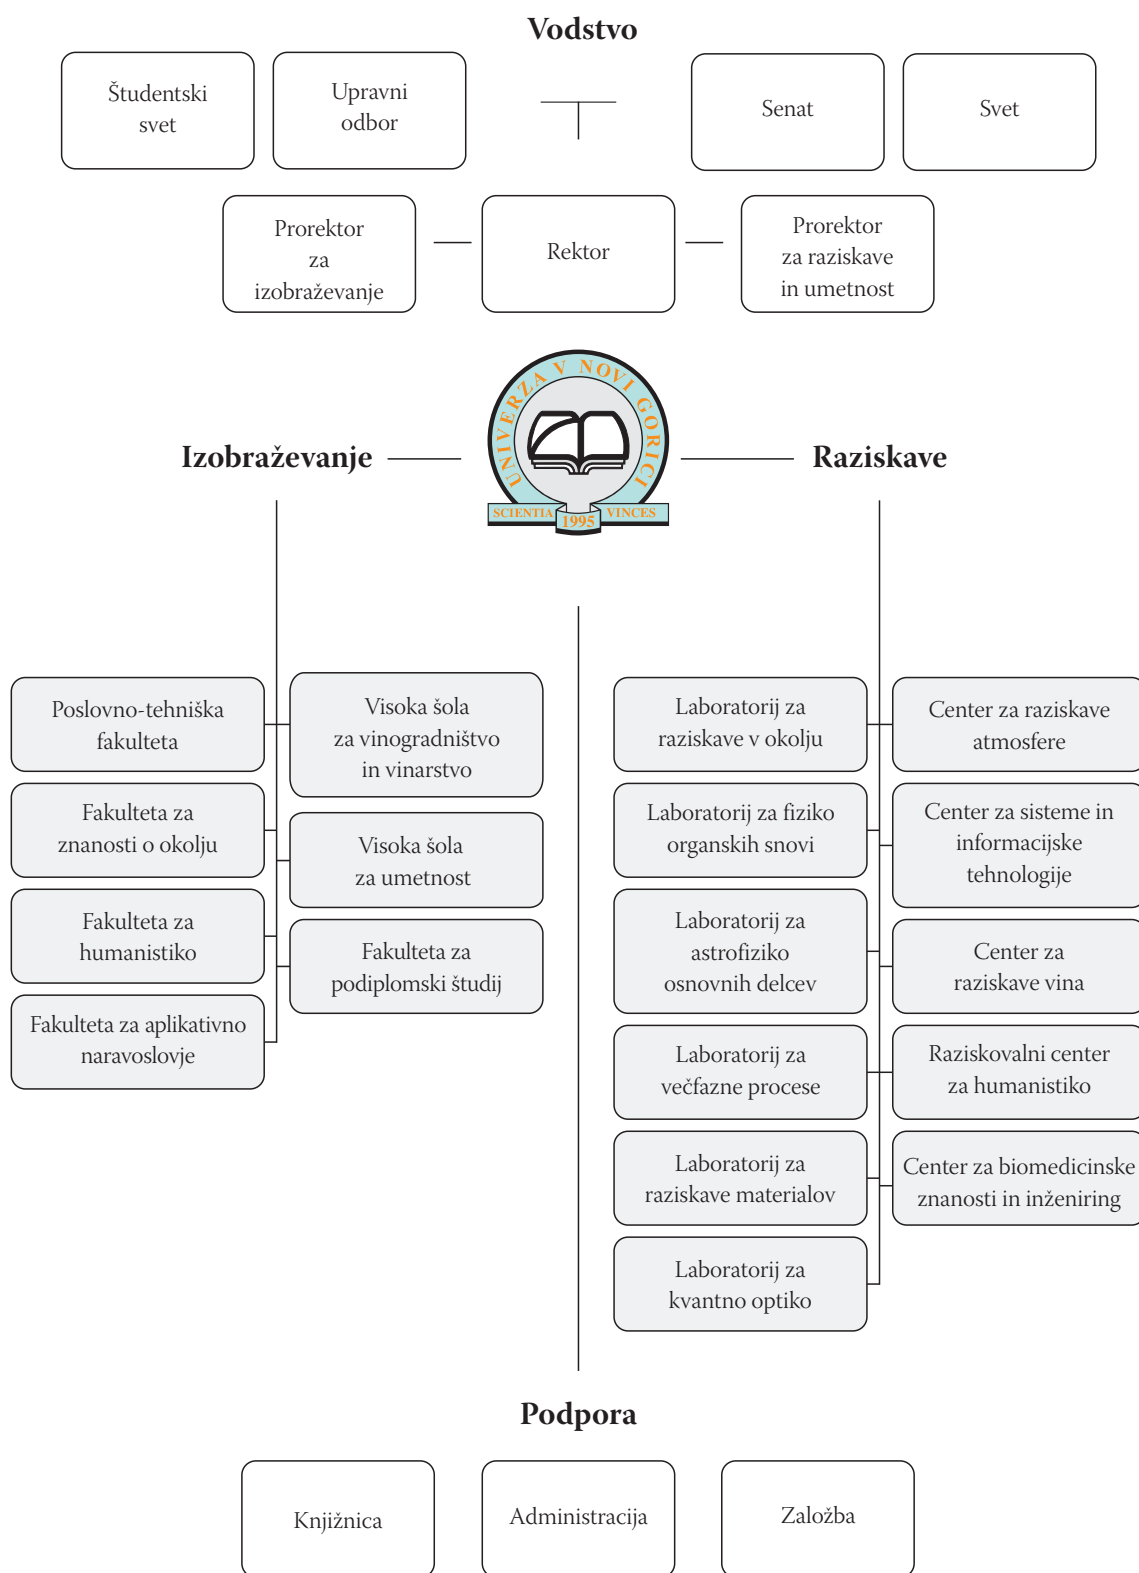 Vodstvo
Študentski
svet
Upravni
odbor
Senat
Svet
Prorektor
za
izobraževanje
Rektor
Prorektor
za raziskave
in umetnost
UNIVERZA V NOVI GORICI
SCIENTIA
1995
VINCES
Izobraževanje
Raziskave
Poslovno-tehniška
fakulteta
Fakulteta za
znanosti o okolju
Fakulteta za
humanistiko
Fakulteta za aplikativno
naravoslovje
Visoka šola
za vinogradništvo
in vinarstvo
Visoka šola
za umetnost
Fakulteta za
podiplomski študij
Laboratorij za
raziskave v okolju
Laboratorij za fiziko
organskih snovi
Laboratorij za
astrofiziko
osnovnih delcev
Laboratorij za
večfazne procese
Laboratorij za
raziskave materialov
Laboratorij za
kvantno optiko
Center za raziskave
atmosfere
Center za sisteme in
informacijske
tehnologije
Center za
raziskave vina
Raziskovalni center
za humanistiko
Center za biomedicinske
znanosti in inženiring
Podpora
Knjižnica
Administracija
Založba